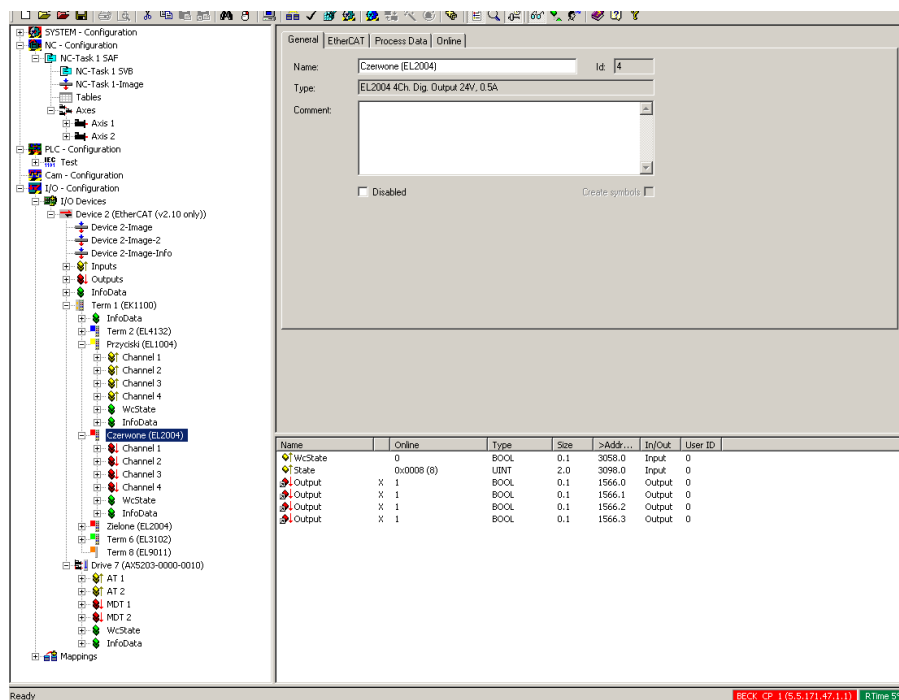 SYSTEM - Configuration
NC - Configuration
NC-Task 1 SAF
NC-Task 1 SVB
NC-Task 1-Image
Tables
Axes
Axis 1
Axis 2
PLC - Configuration
IEC 1131 Test
Cam - Configuration
I/O - Configuration
I/O Devices
Device 2 (EtherCAT (v2.10 only))
Device 2-Image
Device 2-Image-2
Device 2-Image-Info
Inputs
Outputs
InfoData
Term 1 (EK1100)
InfoData
Term 2 (EL4132)
Przyciski (EL1004)
Channel 1
Channel 2
Channel 3
Channel 4
WcState
InfoData
Czerwone (EL2004)
Channel 1
Channel 2
Channel 3
Channel 4
WcState
InfoData
Zielone (EL2004)
Term 6 (EL3102)
Term 8 (EL9011)
Drive 7 (AX5203-0000-0010)
AT 1
AT 2
MDT 1
MDT 2
WcState
InfoData
Mappings
General EtherCAT Process Data Online
Name: Czerwone (EL2004) Id: 4
Type: EL2004 4Ch. Dig. Output 24V, 0.5A
Comment:
Disabled Create symbols
Name Online Type Size >Addr... In/Out User ID
WcState 0 BOOL 0.1 3058.0 Input 0
State 0x0008 (8) UINT 2.0 3098.0 Input 0
Output X 1 BOOL 0.1 1566.0 Output 0
Output X 1 BOOL 0.1 1566.1 Output 0
Output X 1 BOOL 0.1 1566.2 Output 0
Output X 1 BOOL 0.1 1566.3 Output 0
Ready BECK_CP_1 (5.5.171.47.1.1) RTime 5%